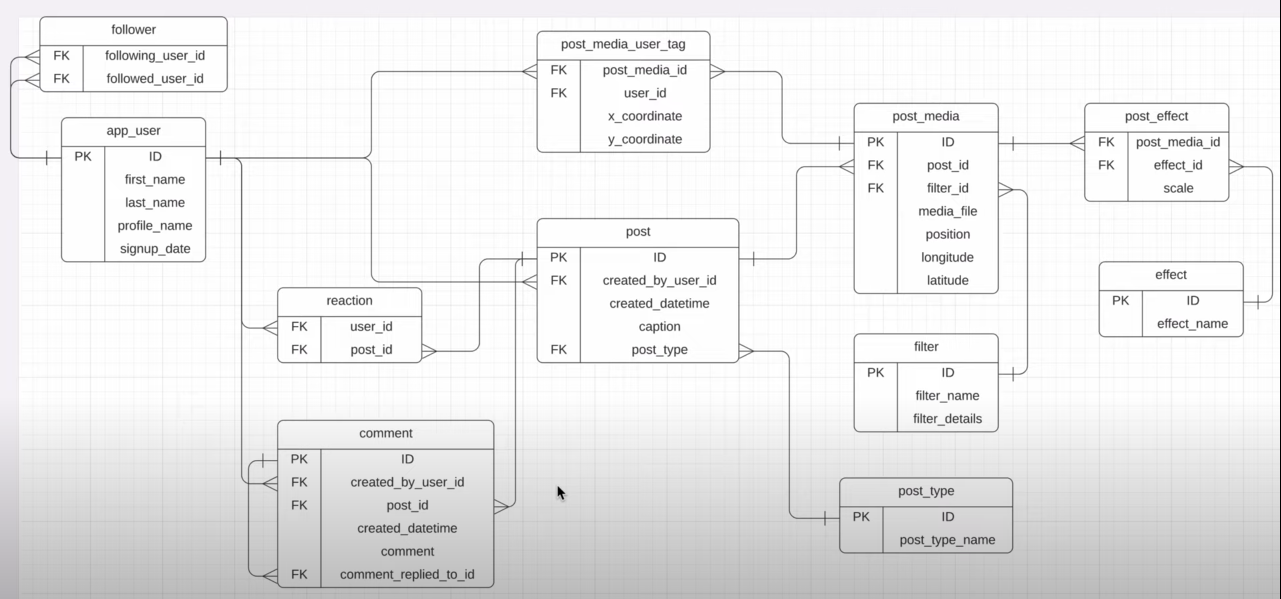 follower
FK following_user_id
FK followed_user_id
app_user
PK ID
first_name
last_name
profile_name
signup_date
reaction
FK user_id
FK post_id
comment
PK ID
FK created_by_user_id
FK post_id
created_datetime
comment
FK comment_replied_to_id
post_media_user_tag
FK post_media_id
FK user_id
x_coordinate
y_coordinate
post
PK ID
FK created_by_user_id
created_datetime
caption
FK post_type
post_media
PK ID
FK post_id
FK filter_id
media_file
position
longitude
latitude
filter
PK ID
filter_name
filter_details
post_type
PK ID
post_type_name
post_effect
FK post_media_id
FK effect_id
scale
effect
PK ID
effect_name